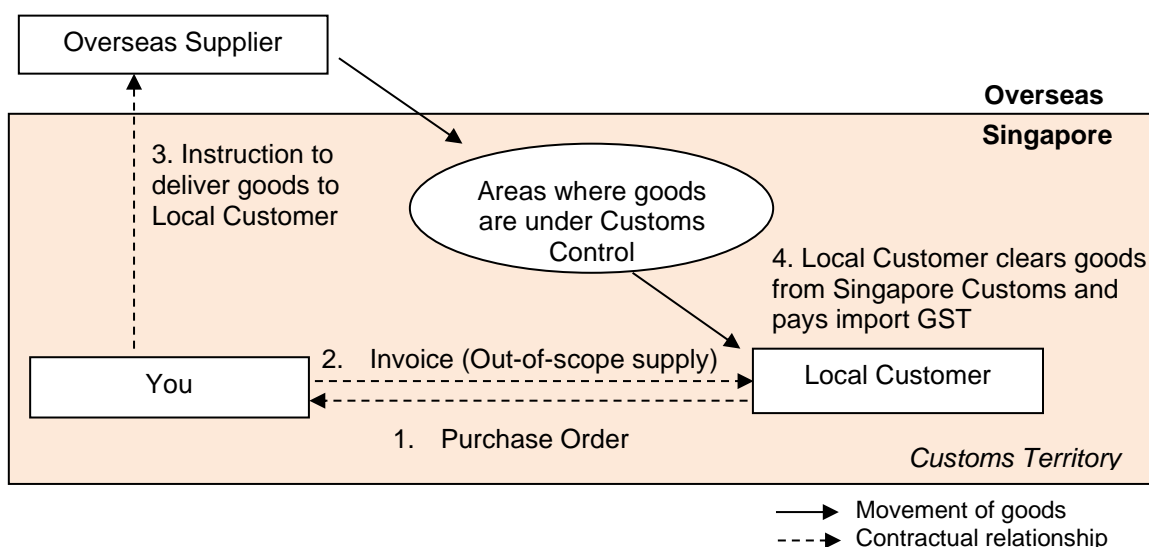 Overseas Supplier
Overseas
Singapore
3. Instruction to
deliver goods to
Local Customer
Areas where goods
are under Customs
Control
4. Local Customer clears goods
from Singapore Customs and
pays import GST
2. Invoice (Out-of-scope supply)
You
Local Customer
1. Purchase Order
Customs Territory
Movement of goods
Contractual relationship